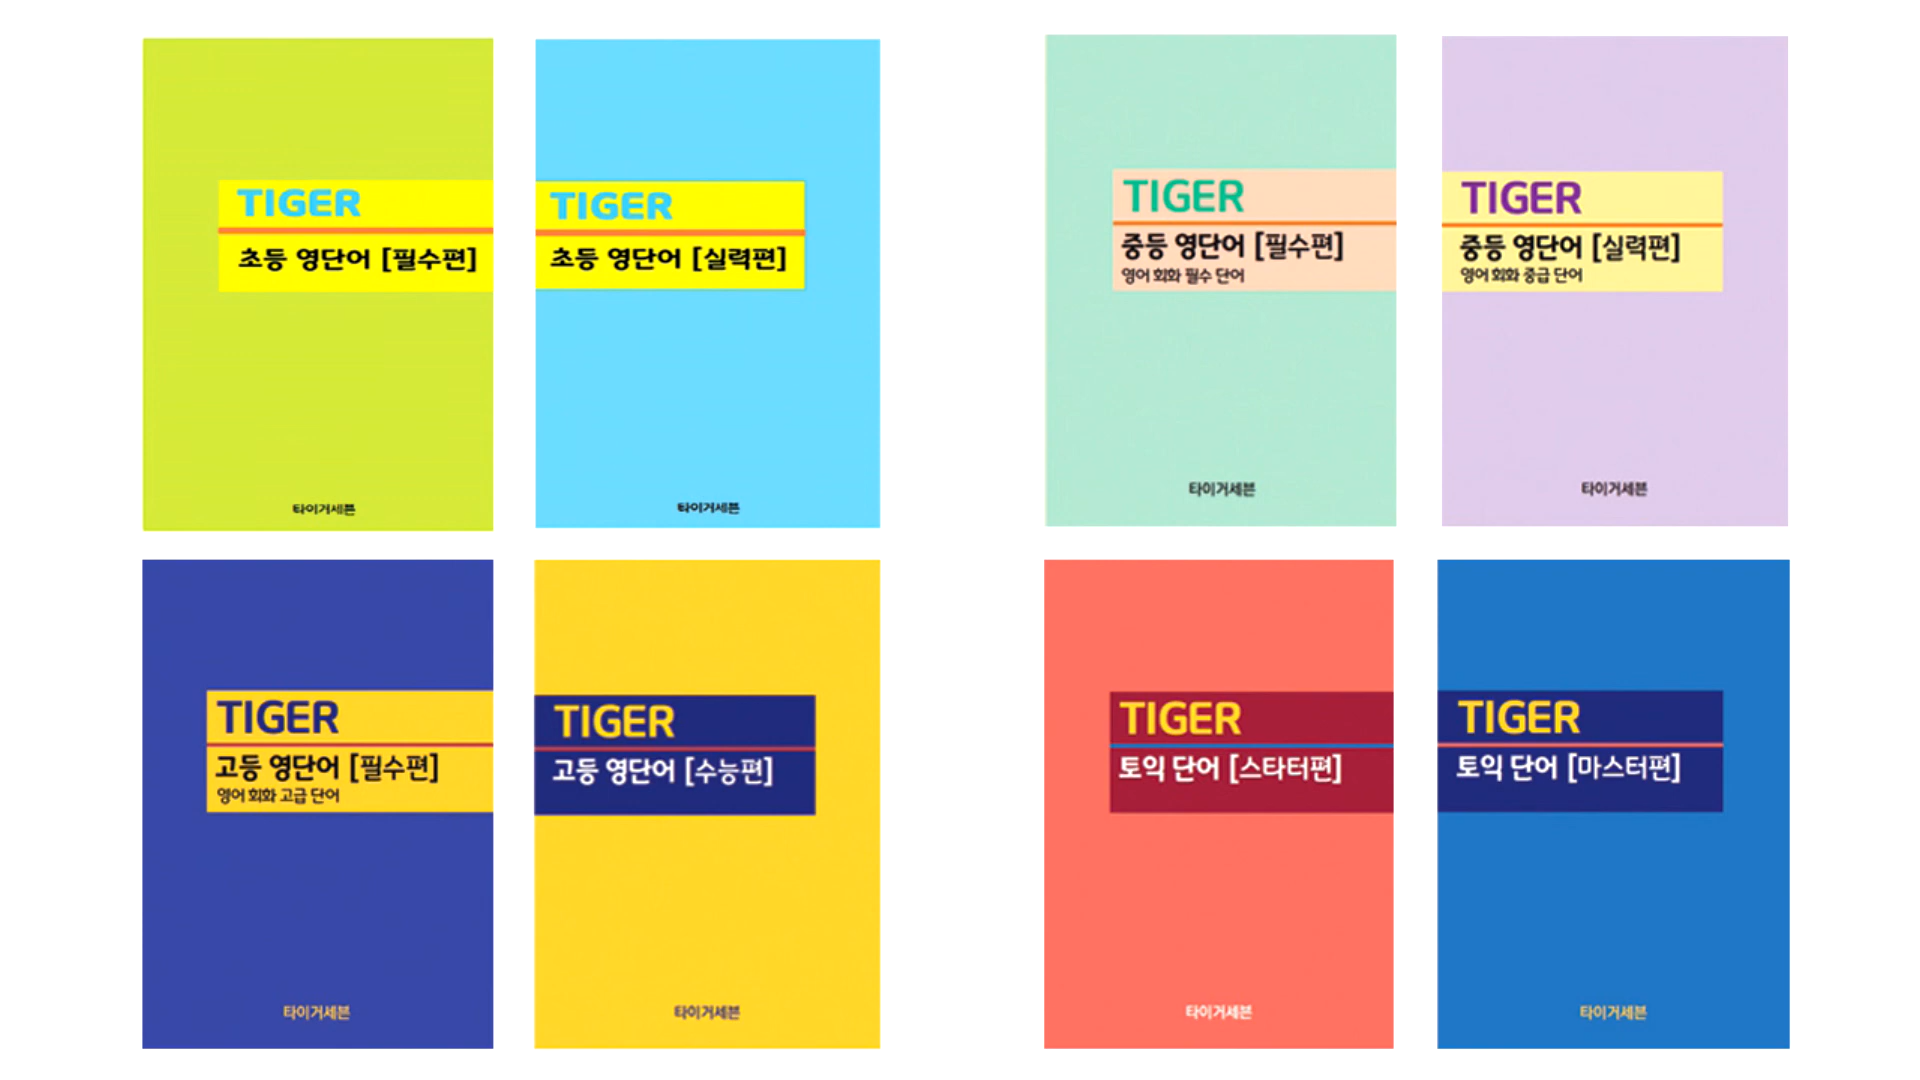 TIGER
초등 영단어 [필수편]
타이거세븐
TIGER
초등 영단어 [실력편]
타이거세븐
TIGER
중등 영단어 [필수편]
영어 회화 필수 단어
타이거세븐
TIGER
중등 영단어 [실력편]
영어 회화 중급 단어
타이거세븐
TIGER
고등 영단어 [필수편]
영어 회화 고급 단어
타이거세븐
TIGER
고등 영단어 [수능편]
타이거세븐
TIGER
토익 단어 [스타터편]
타이거세븐
TIGER
토익 단어 [마스터편]
타이거세븐